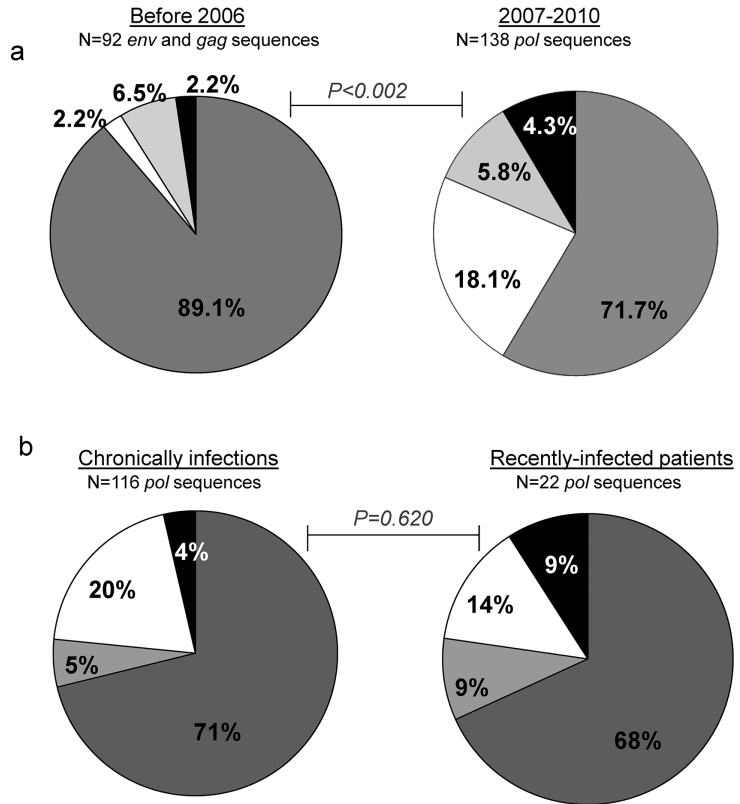 Before 2006
2007-2010
N=92 env and gag sequences
N=138 pol sequences
a
P<0.002
2.2%
6.5%
2.2%
89.1%
4.3%
5.8%
18.1%
71.7%
b
Chronically infections
Recently-infected patients
N=116 pol sequences
N=22 pol sequences
P=0.620
4%
20%
5%
71%
9%
14%
9%
68%